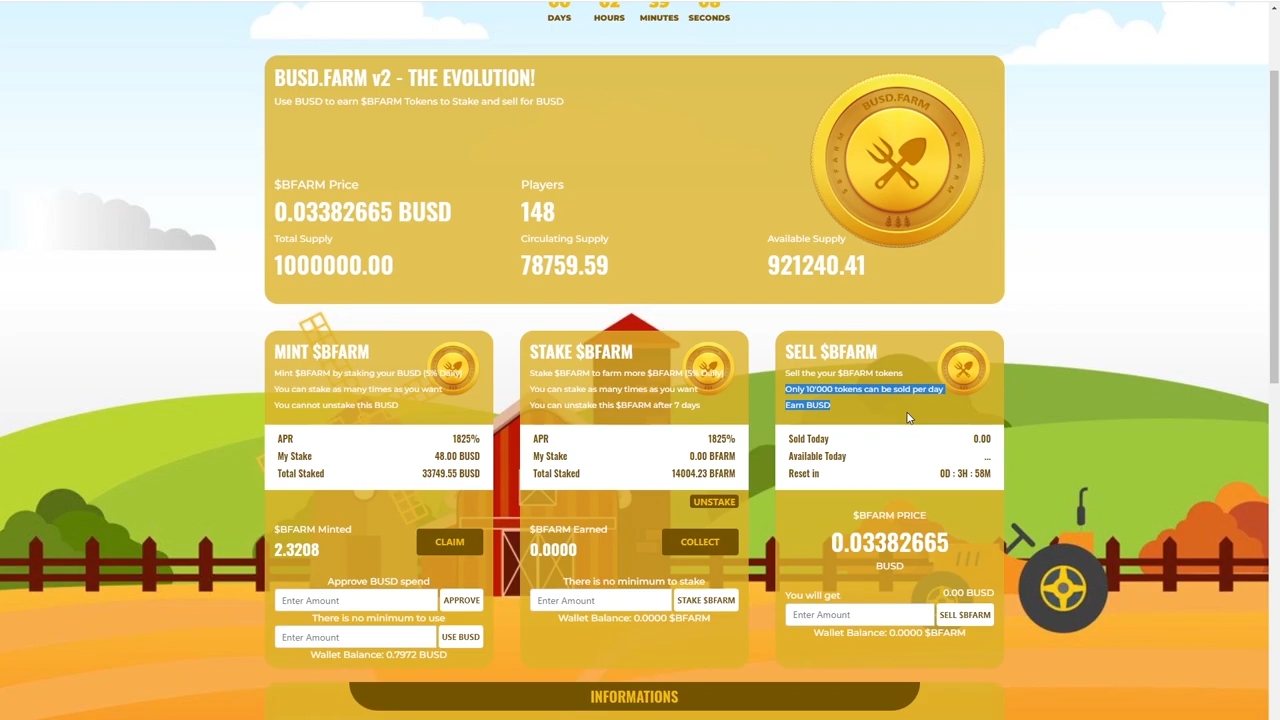 DAYS HOURS MINUTES SECONDS
BUSD.FARM v2 - THE EVOLUTION!
Use BUSD to earn $BFARM Tokens to Stake and sell for BUSD
BUSD.FARM
$BFARM
$BFARM
$BFARM Price
Players
0.03382665 BUSD
148
Total Supply
Circulating Supply
Available Supply
1000000.00
78759.59
921240.41
MINT $BFARM
Mint $BFARM by staking your BUSD (5% Daily)
You can stake as many times as you want
You cannot unstake this BUSD
APR 1825%
My Stake 48.00 BUSD
Total Staked 33749.55 BUSD
$BFARM Minted
2.3208
CLAIM
Approve BUSD spend
Enter Amount APPROVE
There is no minimum to use
Enter Amount USE BUSD
Wallet Balance: 0.7972 BUSD
STAKE $BFARM
Stake $BFARM to farm more $BFARM (5% Daily)
You can stake as many times as you want
You can unstake this $BFARM after 7 days
APR 1825%
My Stake 0.00 BFARM
Total Staked 14004.23 BFARM
UNSTAKE
$BFARM Earned
0.0000
COLLECT
There is no minimum to stake
Enter Amount STAKE $BFARM
Wallet Balance: 0.0000 $BFARM
SELL $BFARM
Sell the your $BFARM tokens
Only 10'000 tokens can be sold per day
Earn BUSD
Sold Today 0.00
Available Today ...
Reset in 0D : 3H : 58M
$BFARM PRICE
0.03382665
BUSD
You will get 0.00 BUSD
Enter Amount SELL $BFARM
Wallet Balance: 0.0000 $BFARM
INFORMATIONS